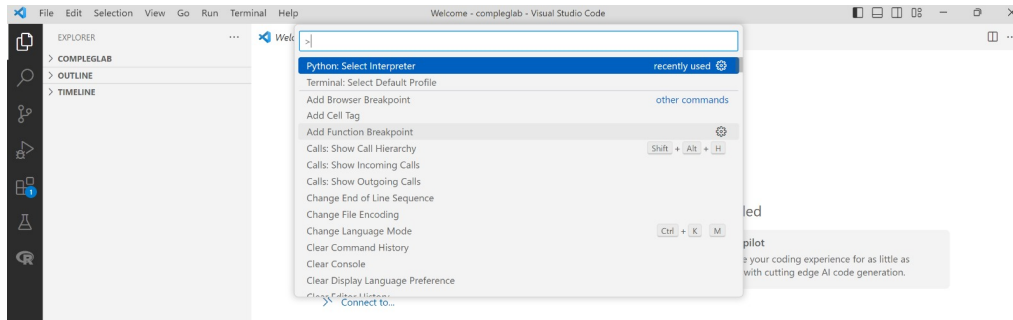 File Edit Selection View Go Run Terminal Help Welcome - compleglab - Visual Studio Code
EXPLORER ...
COMPLEGLAB
OUTLINE
TIMELINE
1
>
Python: Select Interpreter recently used
Terminal: Select Default Profile
Add Browser Breakpoint other commands
Add Cell Tag
Add Function Breakpoint
Calls: Show Call Hierarchy Shift + Alt + H
Calls: Show Incoming Calls
Calls: Show Outgoing Calls
Change End of Line Sequence
Change File Encoding
Change Language Mode Ctrl + K M
Clear Command History
Clear Console
Clear Display Language Preference
Clear Editor History
Connect to...
led
pilot
your coding experience for as little as
with cutting edge AI code generation.